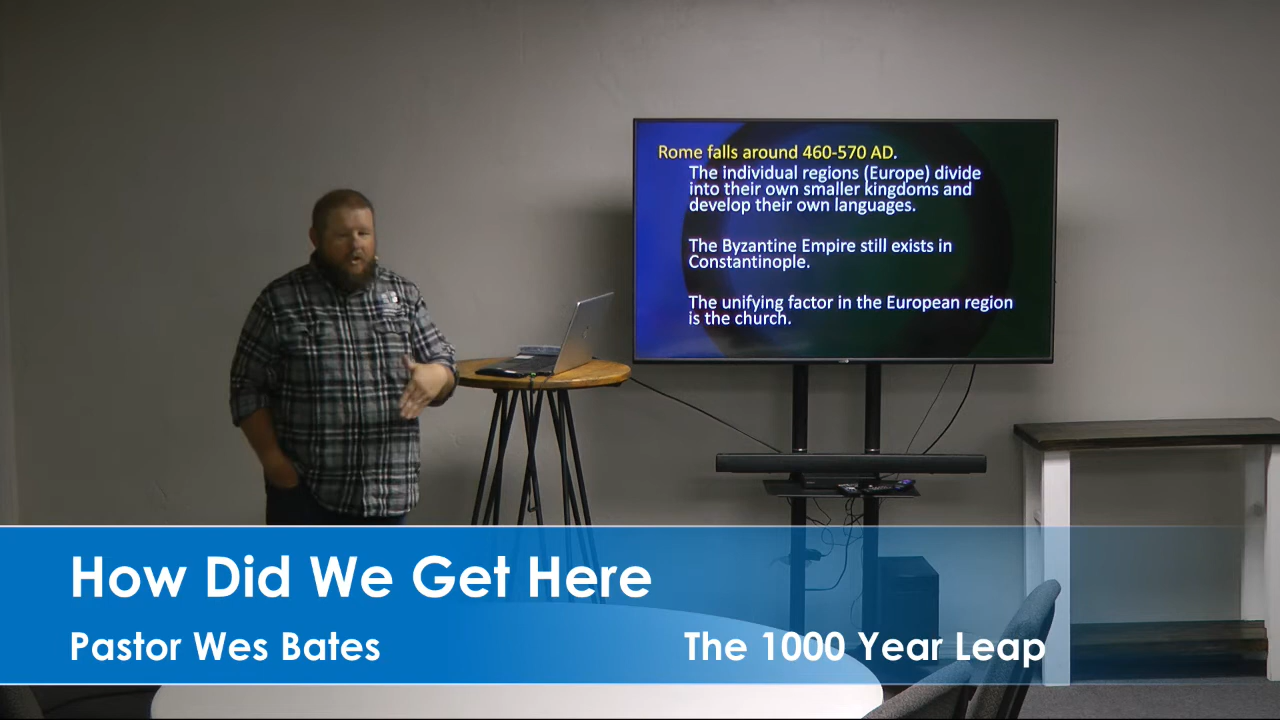 Rome falls around 460-570 AD.
The individual regions (Europe) divide
into their own smaller kingdoms and
develop their own languages.
The Byzantine Empire still exists in
Constantinople.
The unifying factor in the European region
is the church.
How Did We Get Here
Pastor Wes Bates
The 1000 Year Leap